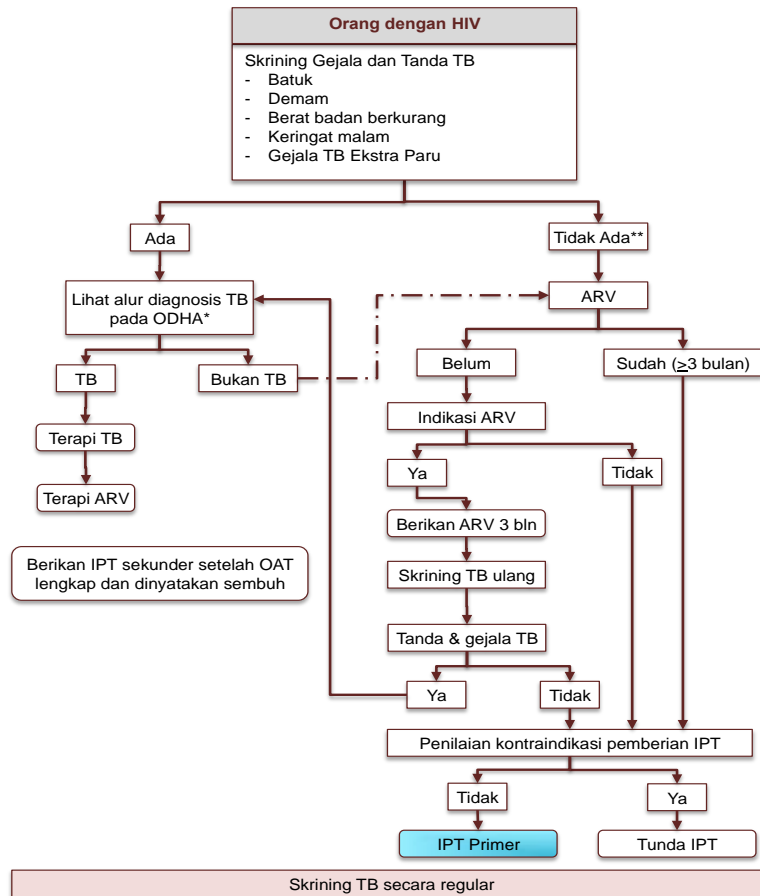 Orang dengan HIV
Skrining Gejala dan Tanda TB
- Batuk
- Demam
- Berat badan berkurang
- Keringat malam
- Gejala TB Ekstra Paru
Ada
Tidak Ada**
Lihat alur diagnosis TB
pada ODHA*
ARV
TB
Bukan TB
Belum
Sudah (≥3 bulan)
Terapi TB
Indikasi ARV
Terapi ARV
Ya
Tidak
Berikan ARV 3 bln
Berikan IPT sekunder setelah OAT
lengkap dan dinyatakan sembuh
Skrining TB ulang
Tanda & gejala TB
Ya
Tidak
Penilaian kontraindikasi pemberian IPT
Tidak
Ya
IPT Primer
Tunda IPT
Skrining TB secara regular